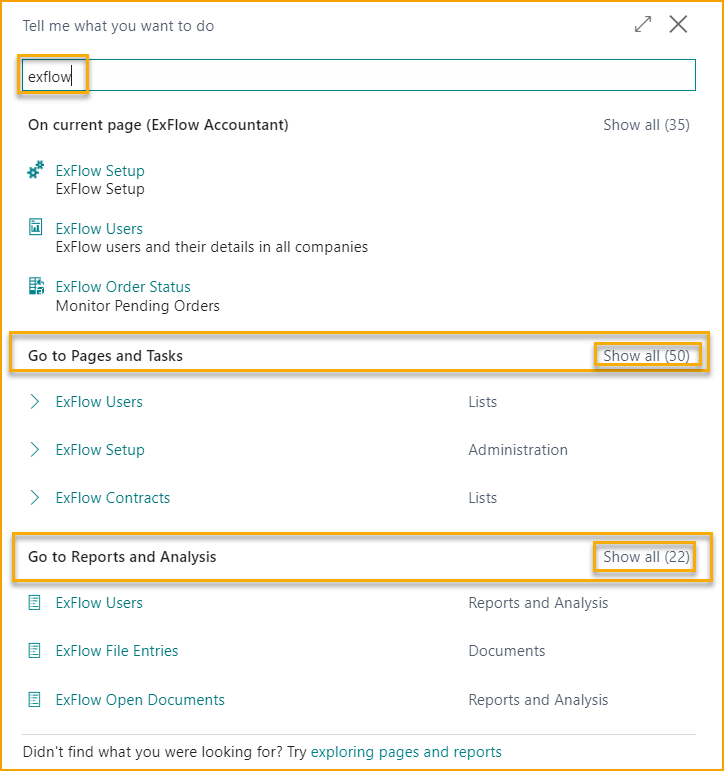 Tell me what you want to do
exflow
On current page (ExFlow Accountant) Show all (35)
ExFlow Setup
ExFlow Setup
ExFlow Users
ExFlow users and their details in all companies
ExFlow Order Status
Monitor Pending Orders
Go to Pages and Tasks Show all (50)
ExFlow Users Lists
ExFlow Setup Administration
ExFlow Contracts Lists
Go to Reports and Analysis Show all (22)
ExFlow Users Reports and Analysis
ExFlow File Entries Documents
ExFlow Open Documents Reports and Analysis
Didn't find what you were looking for? Try exploring pages and reports